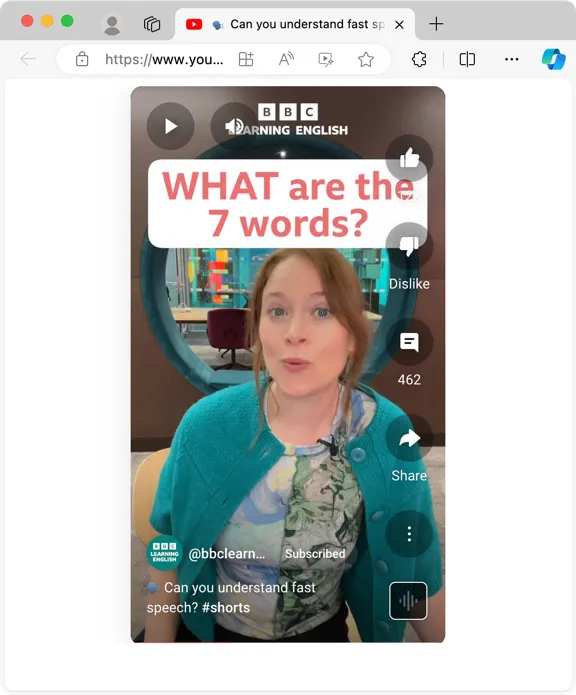 Can you understand fast sp
https://www.you...
BBC
LEARNING ENGLISH
WHAT are the
7 words?
Dislike
462
Share
BBC
LEARNING
ENGLISH
@bbclearn... Subscribed
Can you understand fast
speech? #shorts